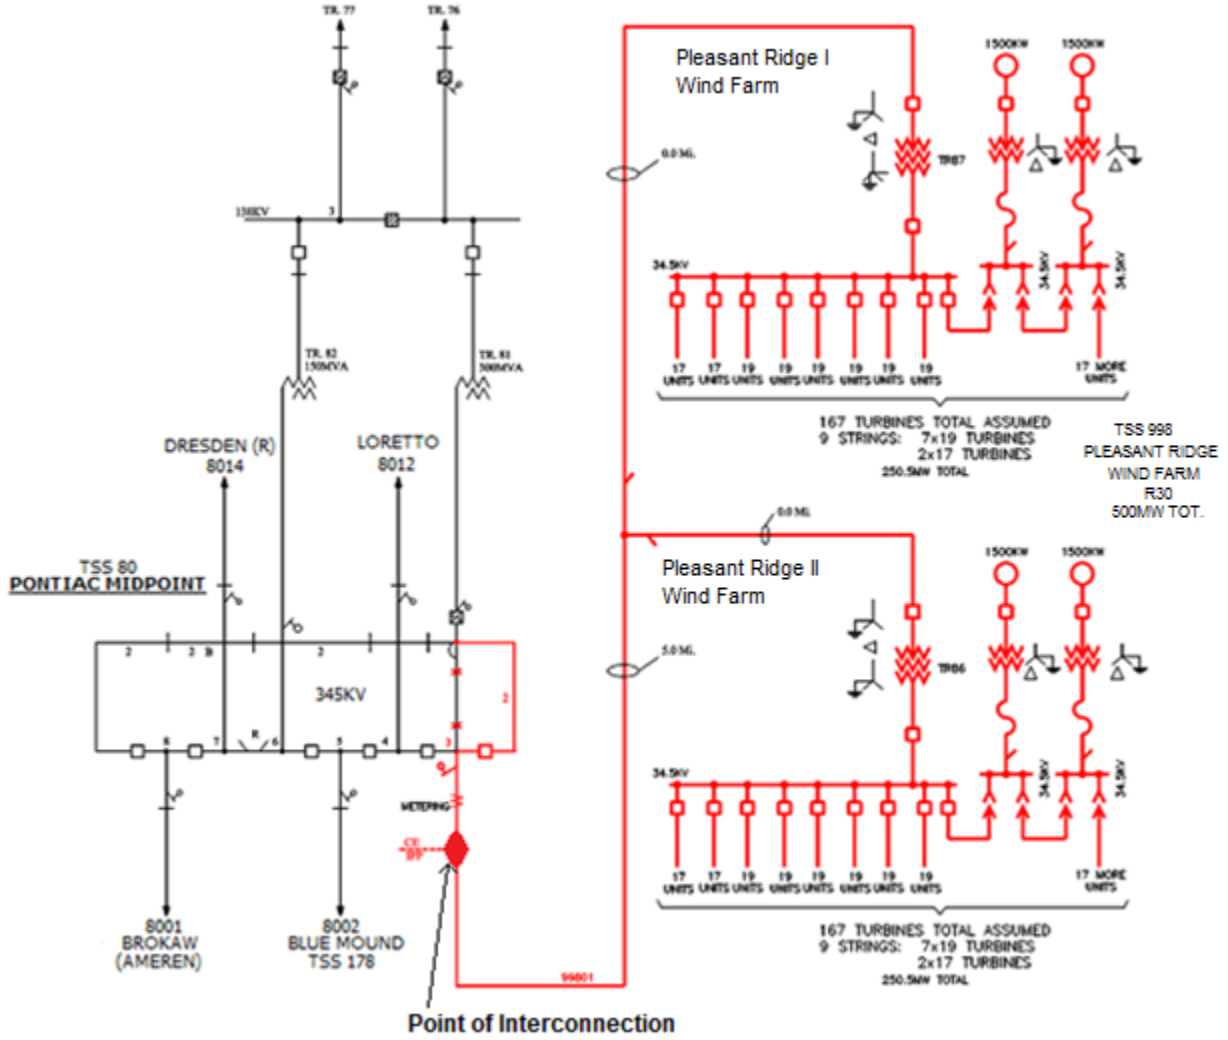 TR. 77
TR. 76
138KV
3
TR. 82
150MVA
TR. 81
300MVA
DRESDEN (R)
8014
LORETTO
8012
TSS 80
PONTIAC MIDPOINT
2
2
B
2
2
345KV
8
7
R
6
5
4
3
METERING
CE
8001
BROKAW
(AMEREN)
8002
BLUE MOUND
TSS 178
99801
Point of Interconnection
Pleasant Ridge I
Wind Farm
0.0 Mi.
TR87
1500KW
1500KW
34.5KV
34.5KV
34.5KV
17 UNITS
17 UNITS
19 UNITS
19 UNITS
19 UNITS
19 UNITS
19 UNITS
19 UNITS
17 MORE
UNITS
167 TURBINES TOTAL ASSUMED
9 STRINGS: 7x19 TURBINES
2x17 TURBINES
250.5MW TOTAL
TSS 998
PLEASANT RIDGE
WIND FARM
R30
500MW TOT.
0.0 Mi.
Pleasant Ridge II
Wind Farm
5.0 Mi.
TR86
1500KW
1500KW
34.5KV
34.5KV
34.5KV
17 UNITS
17 UNITS
19 UNITS
19 UNITS
19 UNITS
19 UNITS
19 UNITS
19 UNITS
17 MORE
UNITS
167 TURBINES TOTAL ASSUMED
9 STRINGS: 7x19 TURBINES
2x17 TURBINES
250.5MW TOTAL